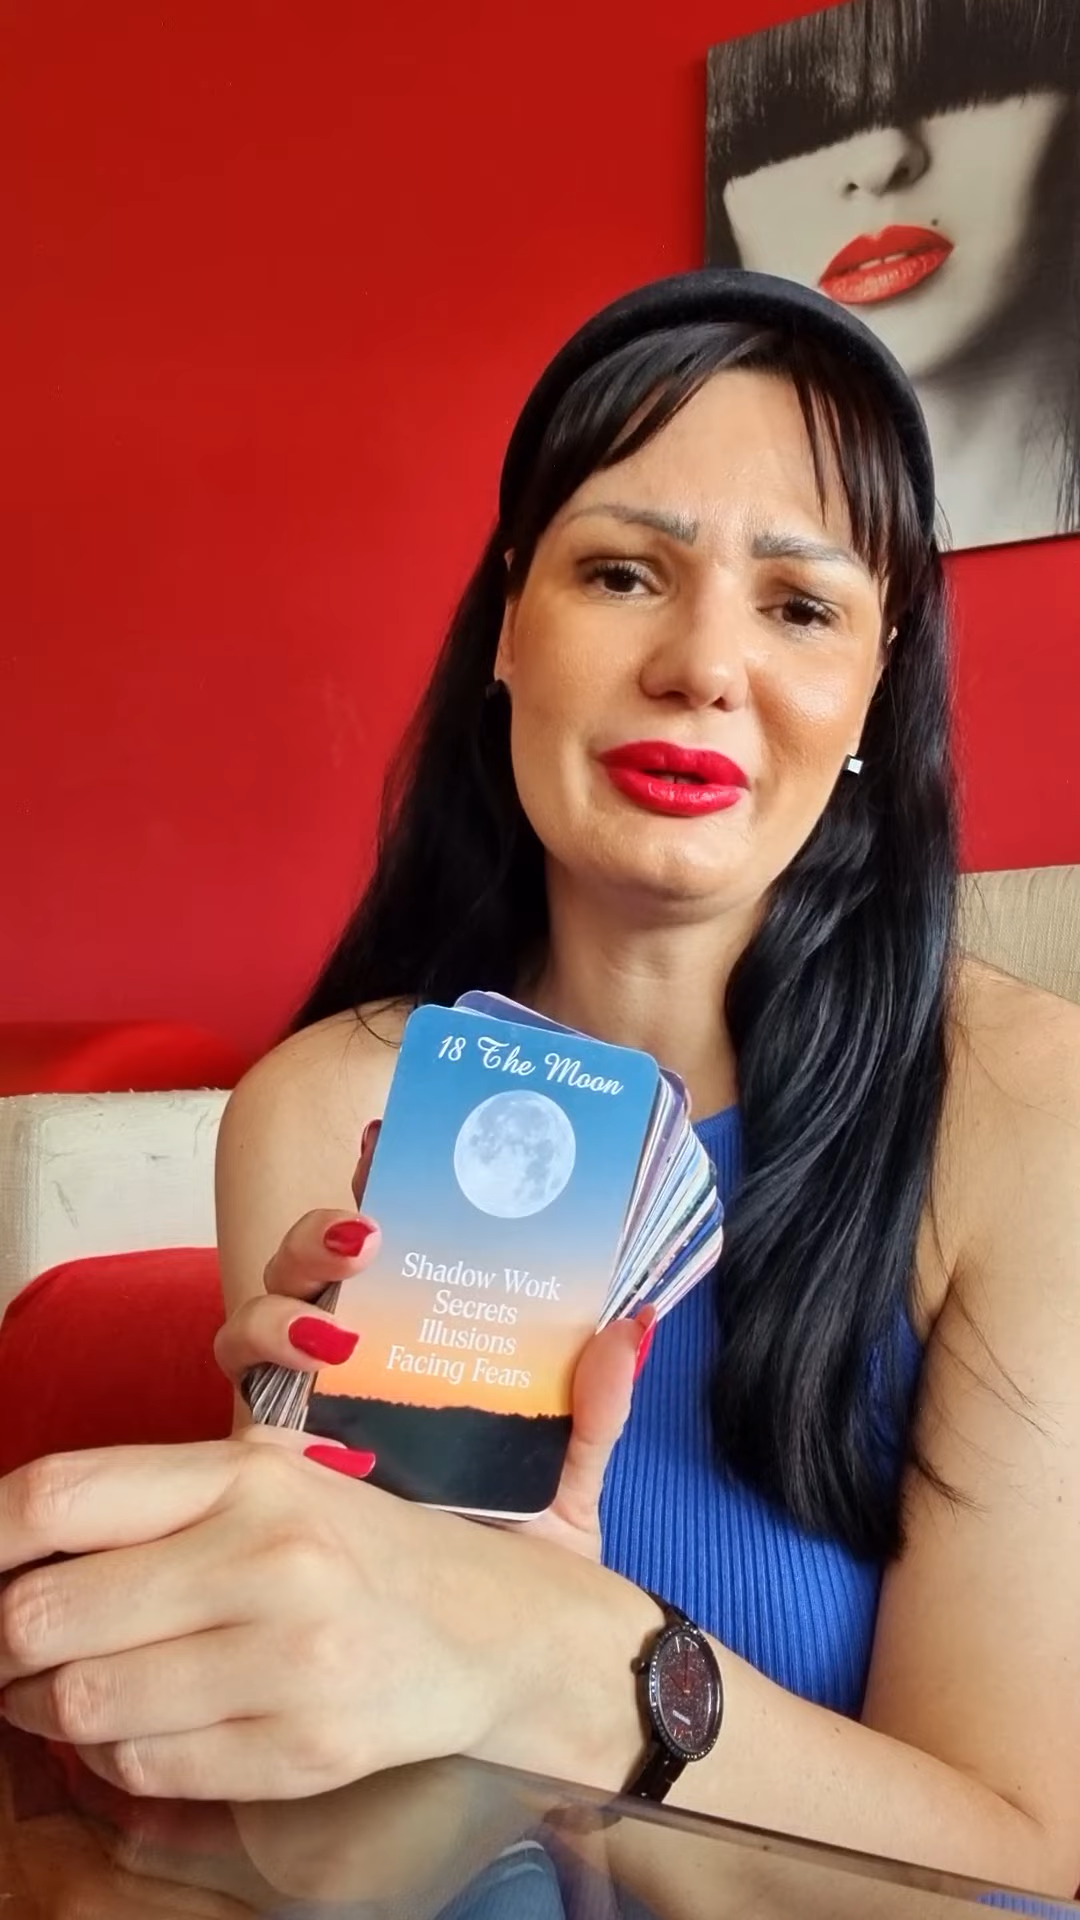 18 The Moon
Shadow Work
Secrets
Illusions
Facing Fears